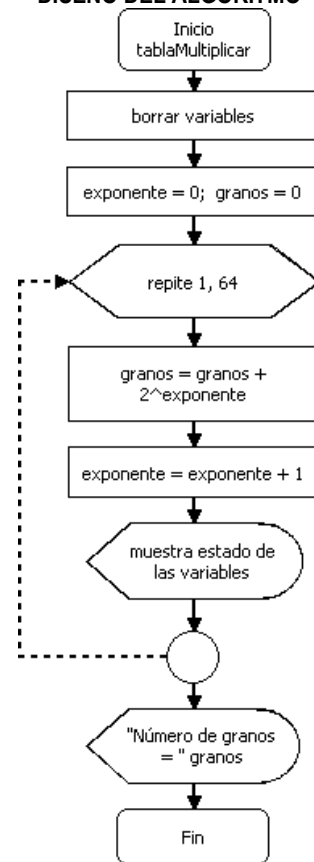 DISEÑO DEL ALGORITMO
Inicio
tablaMultiplicar
borrar variables
exponente = 0; granos = 0
repite 1, 64
granos = granos +
2^exponente
exponente = exponente + 1
muestra estado de
las variables
"Número de granos
= " granos
Fin